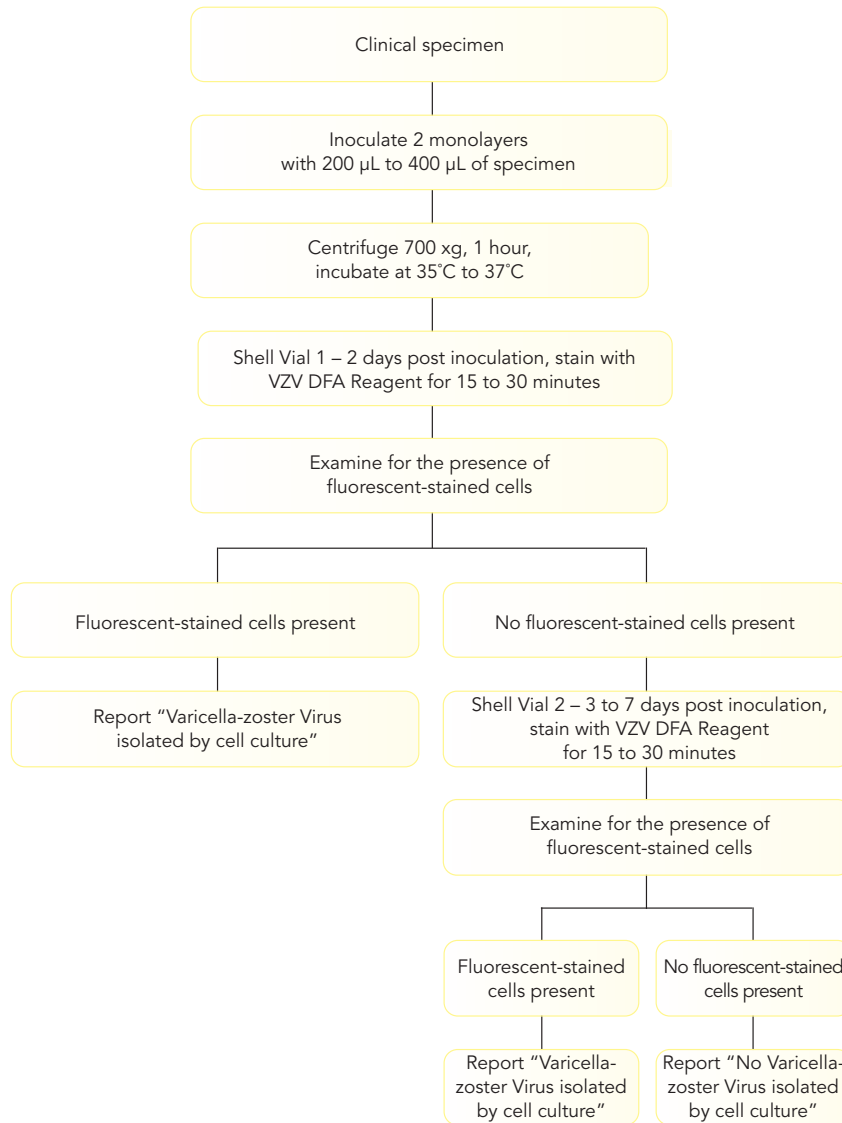 Clinical specimen
Inoculate 2 monolayers
with 200 µL to 400 µL of specimen
Centrifuge 700 xg, 1 hour,
incubate at 35˚C to 37˚C
Shell Vial 1 – 2 days post inoculation, stain with
VZV DFA Reagent for 15 to 30 minutes
Examine for the presence of
fluorescent-stained cells
Fluorescent-stained cells present
No fluorescent-stained cells present
Report “Varicella-zoster Virus
isolated by cell culture”
Shell Vial 2 – 3 to 7 days post inoculation,
stain with VZV DFA Reagent
for 15 to 30 minutes
Examine for the presence of
fluorescent-stained cells
Fluorescent-stained
cells present
No fluorescent-stained
cells present
Report “Varicella-
zoster Virus isolated
by cell culture”
Report “No Varicella-
zoster Virus isolated
by cell culture”